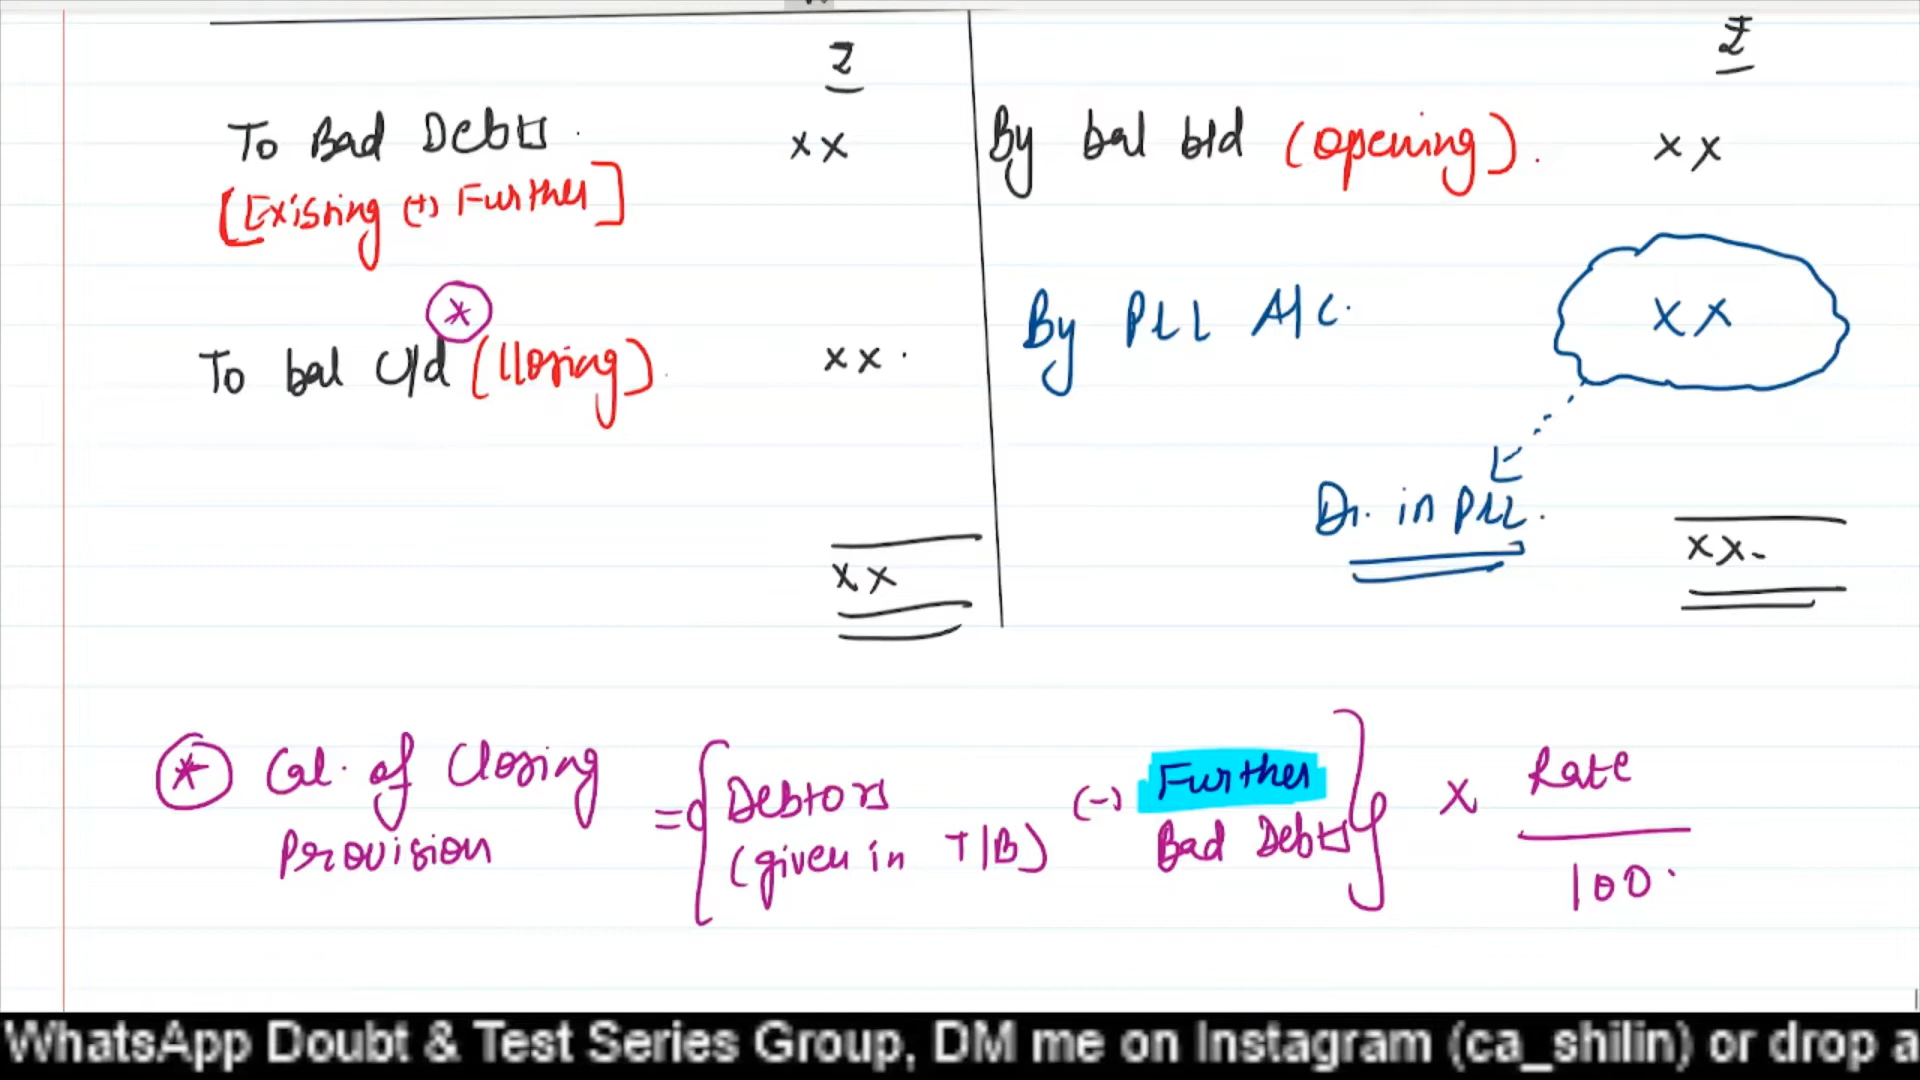 ₹ ₹
To Bad Debts. xx By bal b/d (opening). xx
[Existing (+) Further]
By P&L A/c. xx
*
To bal c/d (closing). xx.
Dr. in P&L.
xx xx
* Cal. of Closing Provision = { Debtors (given in T/B) (-) Further Bad Debts } x Rate / 100.
WhatsApp Doubt & Test Series Group, DM me on Instagram (ca_shilin) or drop a